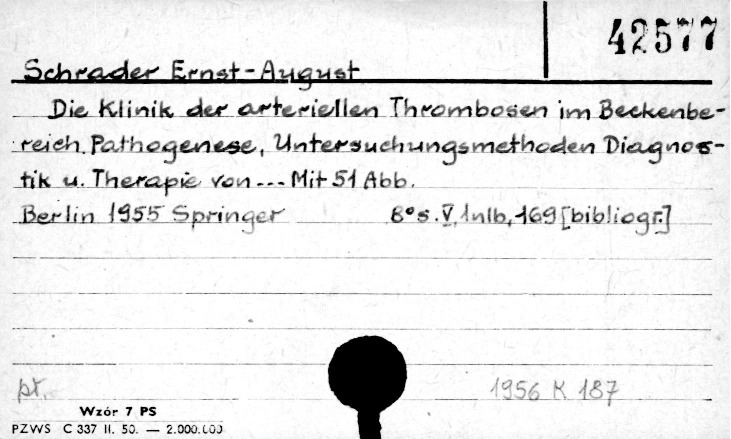 42577
Schrader Ernst-August
Die Klinik der arteriellen Thrombosen im Beckenbe-
reich, Pathogenese, Untersuchungsmethoden Diagnos-
tik u. Therapie von --- Mit 51 Abb.
Berlin 1955 Springer 8° s. V, 1nlb, 169 [bibliogr.]
pt. 1956 K 187
Wzór 7 PS
PZWS C 337 II. 50. — 2.000.000